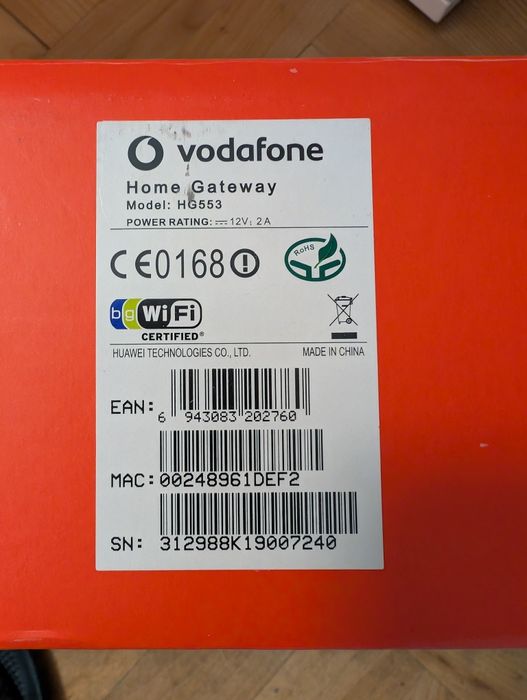 vodafone
Home Gateway
Model: HG553
POWER RATING: ⎓ 12V; 2A
CE0168
RoHS
bg WiFi
CERTIFIED®
HUAWEI TECHNOLOGIES CO., LTD. MADE IN CHINA
EAN: 6 943083 202760
MAC: 00248961DEF2
SN: 312988K19007240